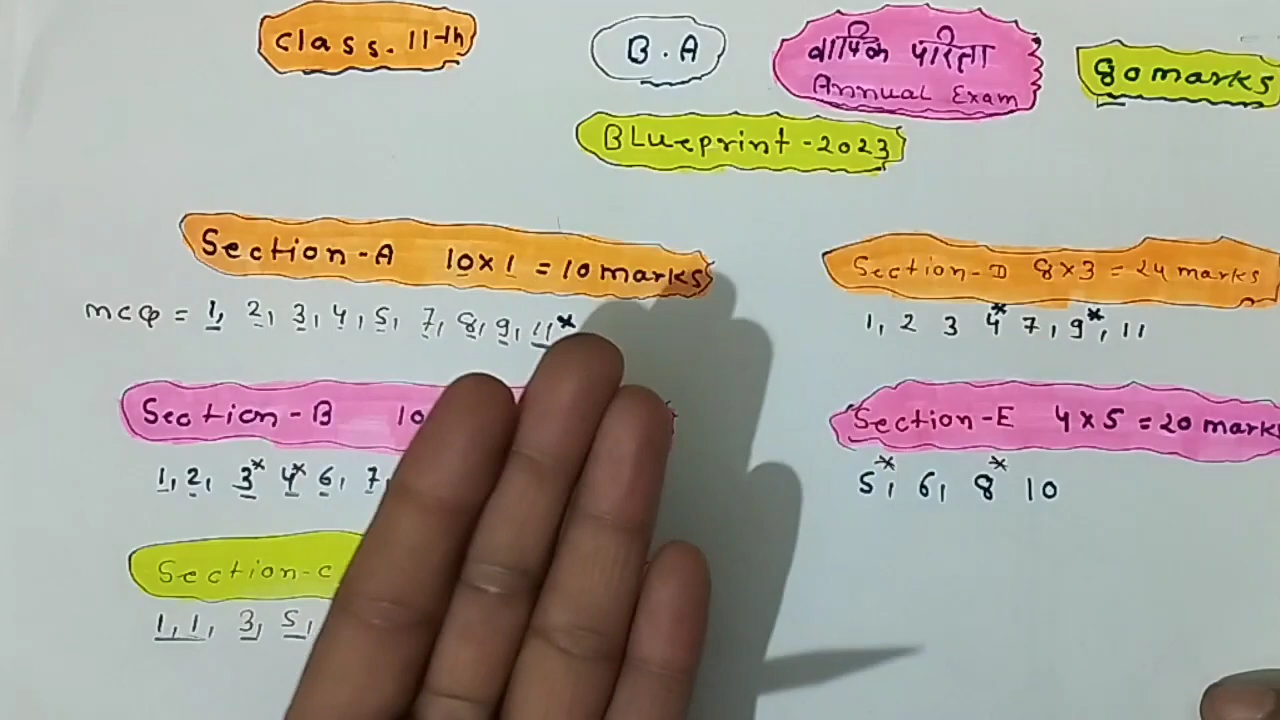 Class. 11th
B.A
वार्षिक परिता
Annual Exam
80 marks
BLueprint - 2023
Section - A 10 x 1 = 10 marks
mcq = 1, 2, 3, 4, 5, 7, 8, 9, 11*
Section - B 10
1, 2, 3* 4* 6, 7,
Section - C
1, 1, 3, 5,
Section - D 8 x 3 = 24 marks
1, 2 3 4* 7, 9*, 11
Section - E 4 x 5 = 20 marks
5*, 6, 8* 10